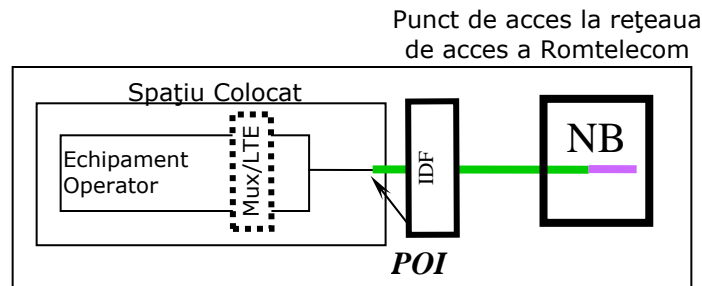 Punct de acces la reţeaua
de acces a Romtelecom
Spaţiu Colocat
Echipament
Operator
Mux/LTE
IDF
NB
POI